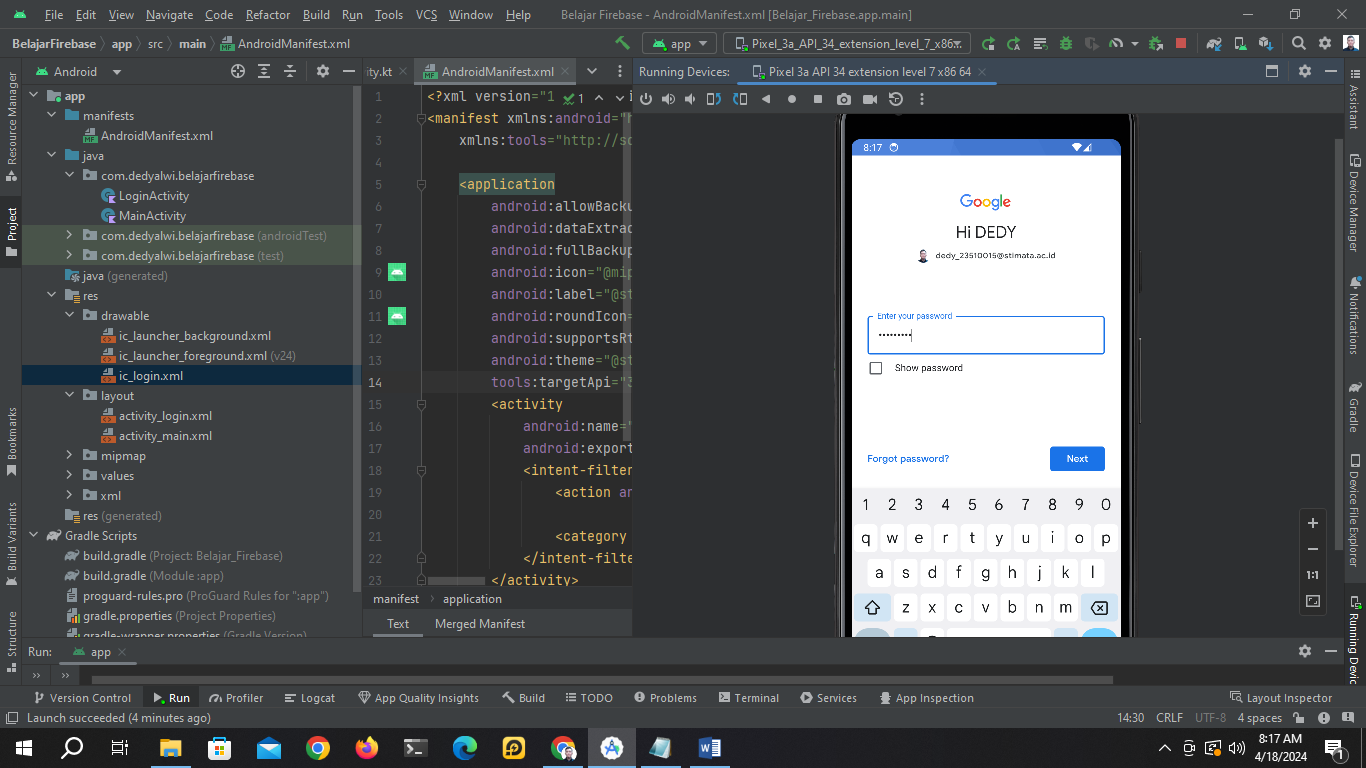 File Edit View Navigate Code Refactor Build Run Tools VCS Window Help Belajar Firebase - AndroidManifest.xml [Belajar_Firebase.app.main]
BelajarFirebase app src main AndroidManifest.xml
app
Pixel_3a_API_34_extension_level_7_x86
Android
ity.kt
AndroidManifest.xml
Running Devices: Pixel 3a API 34 extension level 7 x86 64
Resource Manager
Project
Bookmarks
Build Variants
Structure
app
manifests
AndroidManifest.xml
java
com.dedyalwi.belajarfirebase
LoginActivity
MainActivity
com.dedyalwi.belajarfirebase (androidTest)
com.dedyalwi.belajarfirebase (test)
java (generated)
res
drawable
ic_launcher_background.xml
ic_launcher_foreground.xml (v24)
ic_login.xml
layout
activity_login.xml
activity_main.xml
mipmap
values
xml
res (generated)
Gradle Scripts
build.gradle (Project: Belajar_Firebase)
build.gradle (Module :app)
proguard-rules.pro (ProGuard Rules for ":app")
gradle.properties (Project Properties)
gradle-wrapper.properties (Gradle Version)
1 <?xml version="1
1
2 <manifest xmlns:android="h
3 xmlns:tools="http://sc
4
5 <application
6 android:allowBacku
7 android:dataExtrac
8 android:fullBackup
9 android:icon="@mip
10 android:label="@st
11 android:roundIcon=
12 android:supportsRt
13 android:theme="@st
14 tools:targetApi="3
15 <activity
16 android:name="
17 android:export
18 <intent-filter
19 <action an
20
21 <category
22 </intent-filte
23 </activity>
manifest application
Text Merged Manifest
8:17
Google
Hi DEDY
dedy_23510015@stimata.ac.id
Enter your password
•••••••••
Show password
Forgot password?
Next
1 2 3 4 5 6 7 8 9 0
q w e r t y u i o p
a s d f g h j k l
z x c v b n m
1:1
Assistant
Device Manager
Notifications
Gradle
Device File Explorer
Running Devic
Run: app
Version Control Run Profiler Logcat App Quality Insights Build TODO Problems Terminal Services App Inspection Layout Inspector
Launch succeeded (4 minutes ago)
14:30 CRLF UTF-8 4 spaces
8:17 AM
4/18/2024
1